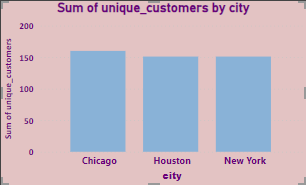 Sum of unique_customers by city
Sum of unique_customers
200
150
100
50
0
Chicago
Houston
New York
city